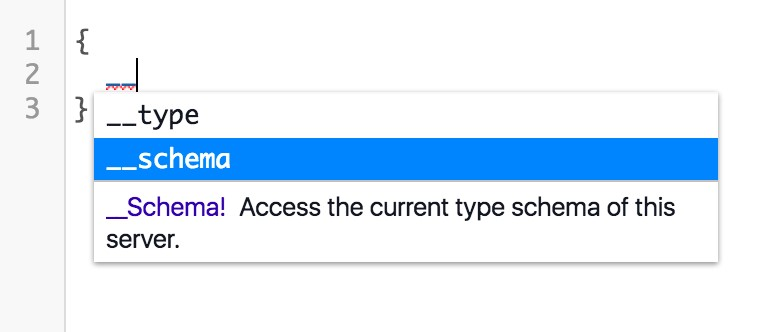 1 {
2 __
3 }
__type
__schema
__Schema! Access the current type schema of this
server.